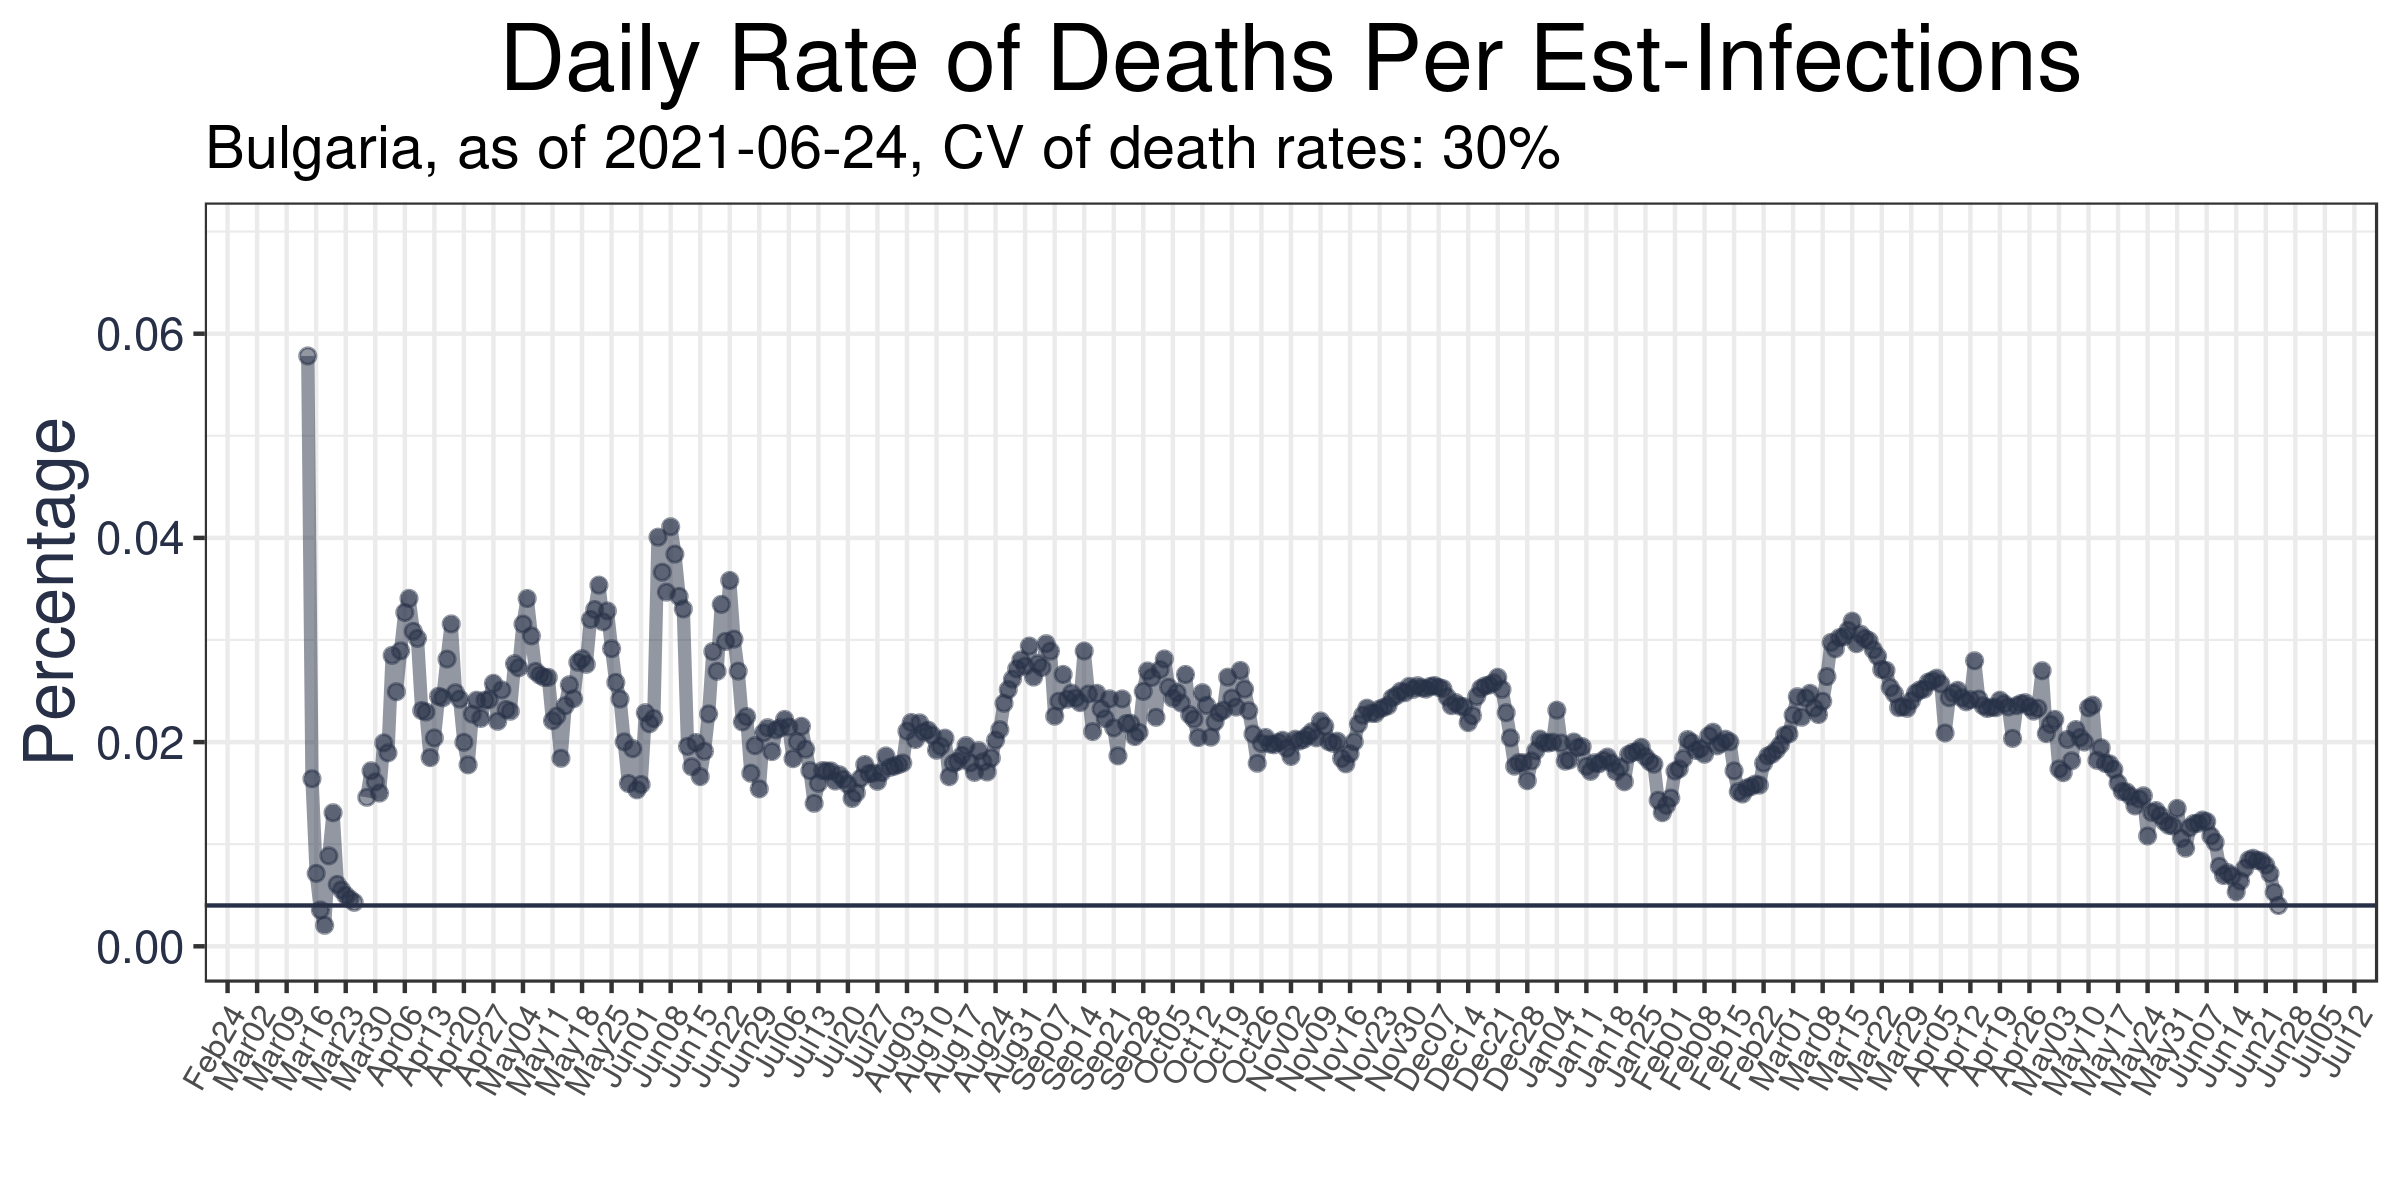 Daily Rate of Deaths Per Est-Infections
Bulgaria, as of 2021-06-24, CV of death rates: 30%
Percentage
0.06
0.04
0.02
0.00
Feb24
Mar02
Mar09
Mar16
Mar23
Mar30
Apr06
Apr13
Apr20
Apr27
May04
May11
May18
May25
Jun01
Jun08
Jun15
Jun22
Jun29
Jul06
Jul13
Jul20
Jul27
Aug03
Aug10
Aug17
Aug24
Aug31
Sep07
Sep14
Sep21
Sep28
Oct05
Oct12
Oct19
Oct26
Nov02
Nov09
Nov16
Nov23
Nov30
Dec07
Dec14
Dec21
Dec28
Jan04
Jan11
Jan18
Jan25
Feb01
Feb08
Feb15
Feb22
Mar01
Mar08
Mar15
Mar22
Mar29
Apr05
Apr12
Apr19
Apr26
May03
May10
May17
May24
May31
Jun07
Jun14
Jun21
Jun28
Jul05
Jul12